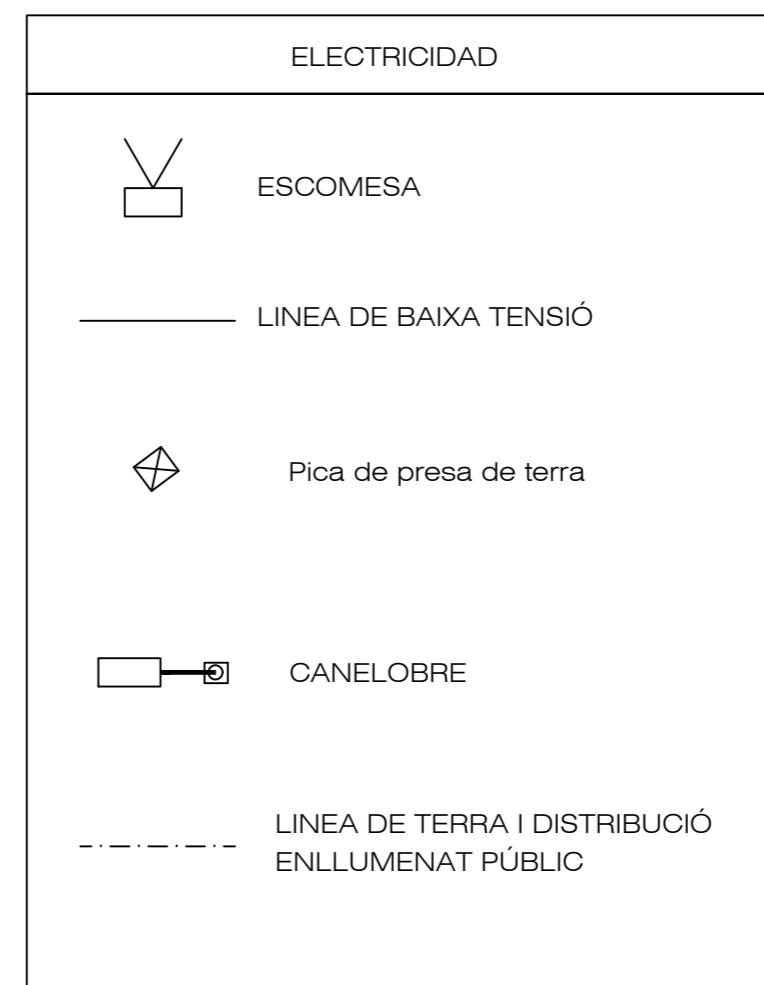 ELECTRICIDAD
ESCOMESA
LINEA DE BAIXA TENSIÓ
Pica de presa de terra
CANELOBRE
LINEA DE TERRA I DISTRIBUCIÓ
ENLLUMENAT PÚBLIC